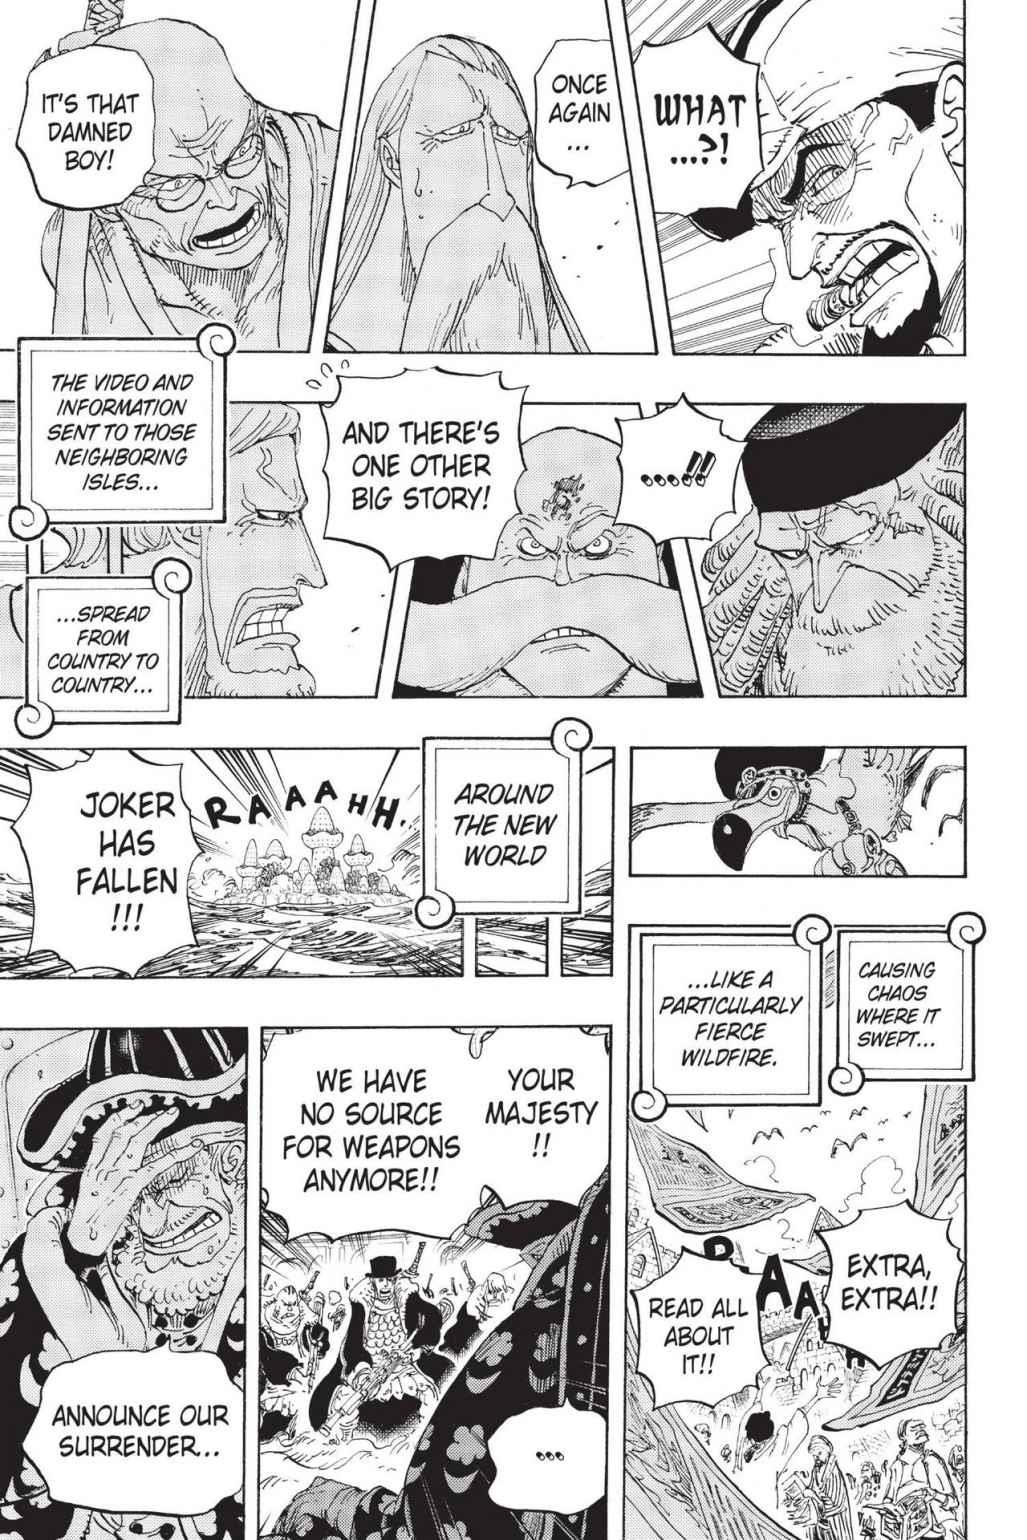 WHAT
....?!
ONCE
AGAIN
...
IT'S THAT
DAMNED
BOY!
....!!
AND THERE'S
ONE OTHER
BIG STORY!
THE VIDEO AND
INFORMATION
SENT TO THOSE
NEIGHBORING
ISLES...
...SPREAD
FROM
COUNTRY TO
COUNTRY...
AROUND
THE NEW
WORLD
RAAAHH.
JOKER
HAS
FALLEN
!!!
CAUSING
CHAOS
WHERE IT
SWEPT...
...LIKE A
PARTICULARLY
FIERCE
WILDFIRE.
EXTRA,
EXTRA!!
READ ALL
ABOUT
IT!!
YOUR
MAJESTY
!!
WE HAVE
NO SOURCE
FOR WEAPONS
ANYMORE!!
...
ANNOUNCE OUR
SURRENDER...